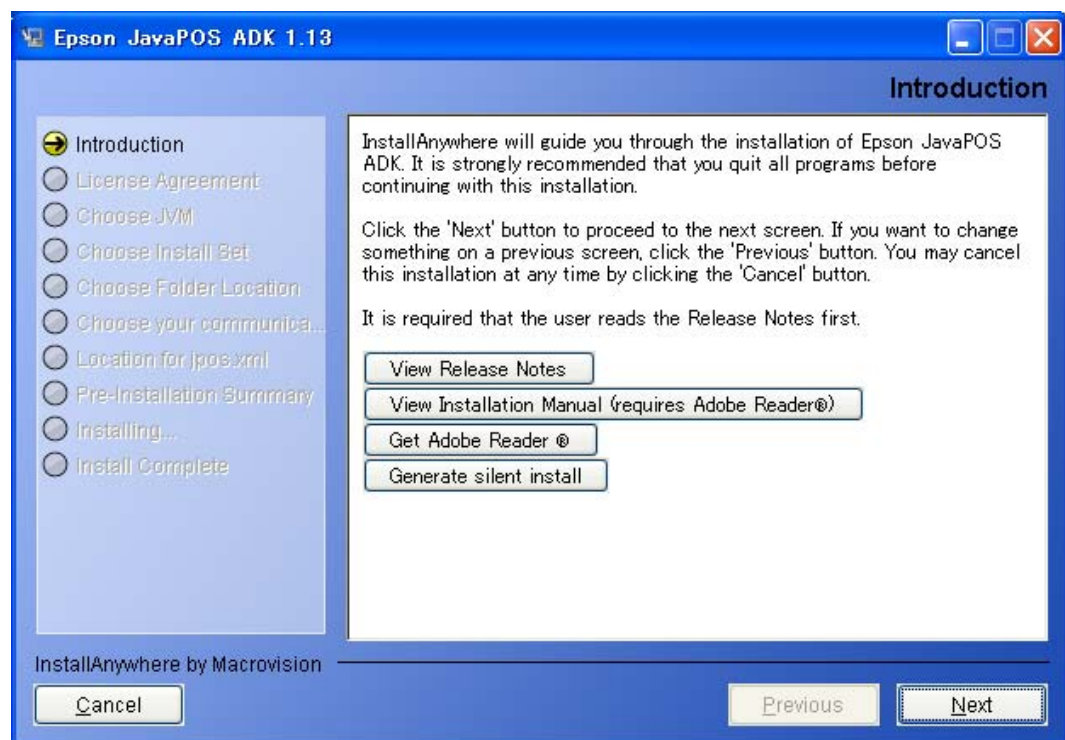 Epson JavaPOS ADK 1.13
Introduction
Introduction
License Agreement
Choose JVM
Choose Install Set
Choose Folder Location
Choose your communica...
Location for jpos.xml
Pre-Installation Summary
Installing...
Install Complete
InstallAnywhere will guide you through the installation of Epson JavaPOS
ADK. It is strongly recommended that you quit all programs before
continuing with this installation.
Click the 'Next' button to proceed to the next screen. If you want to change
something on a previous screen, click the 'Previous' button. You may cancel
this installation at any time by clicking the 'Cancel' button.
It is required that the user reads the Release Notes first.
View Release Notes
View Installation Manual (requires Adobe Reader®)
Get Adobe Reader ®
Generate silent install
InstallAnywhere by Macrovision
Cancel
Previous
Next